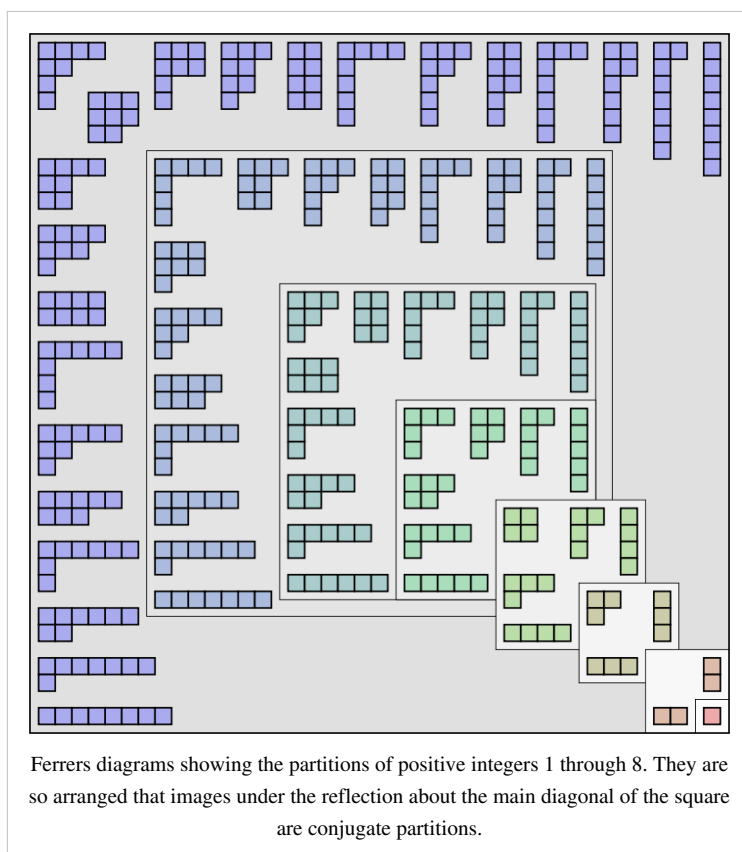 Ferrers diagrams showing the partitions of positive integers 1 through 8. They are
so arranged that images under the reflection about the main diagonal of the square
are conjugate partitions.